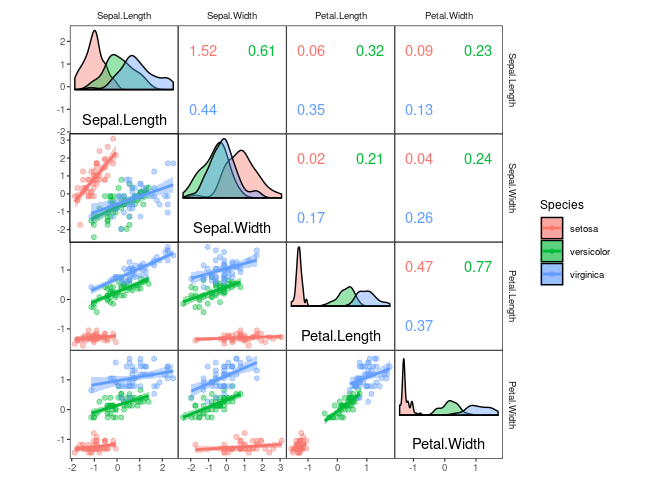 Sepal.Length Sepal.Width Petal.Length Petal.Width
2 1 0 -1 -2
Sepal.Length
1.52 0.61
0.44
0.06 0.32
0.35
0.09 0.23
0.13
Sepal.Length
3 2 1 0 -1 -2
Sepal.Width
0.02 0.21
0.17
0.04 0.24
0.26
Sepal.Width
1 0 -1
Petal.Length
0.47 0.77
0.37
Petal.Length
1 0 -1
Petal.Width
Petal.Width
-2 -1 0 1 2
-2 -1 0 1 2 3
-1 0 1
-1 0 1
Species
setosa
versicolor
virginica